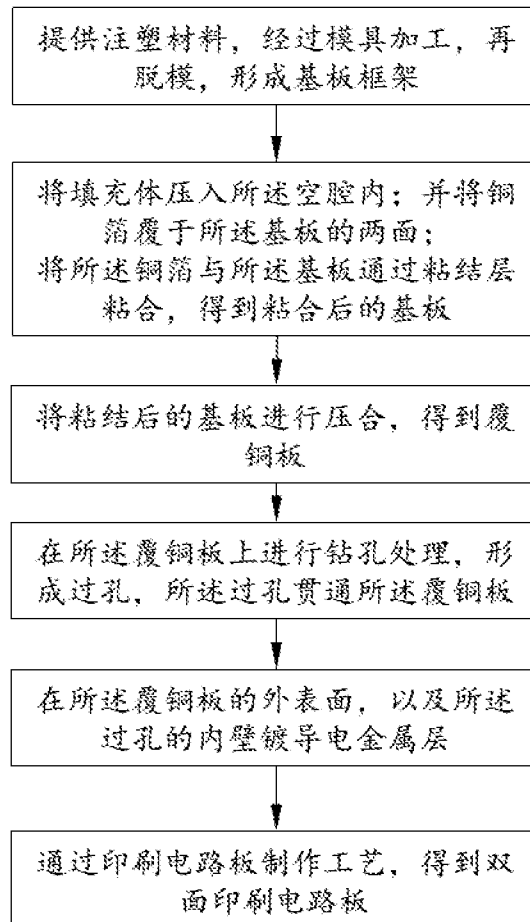 提供注塑材料，经过模具加工，再
脱模，形成基板框架
将填充体压入所述空腔内；并将铜
箔覆于所述基板的两面；
将所述铜箔与所述基板通过粘结层
粘合，得到粘合后的基板
将粘结后的基板进行压合，得到覆
铜板
在所述覆铜板上进行钻孔处理，形
成过孔，所述过孔贯通所述覆铜板
在所述覆铜板的外表面，以及所述
过孔的内壁镀导电金属层
通过印刷电路板制作工艺，得到双
面印刷电路板